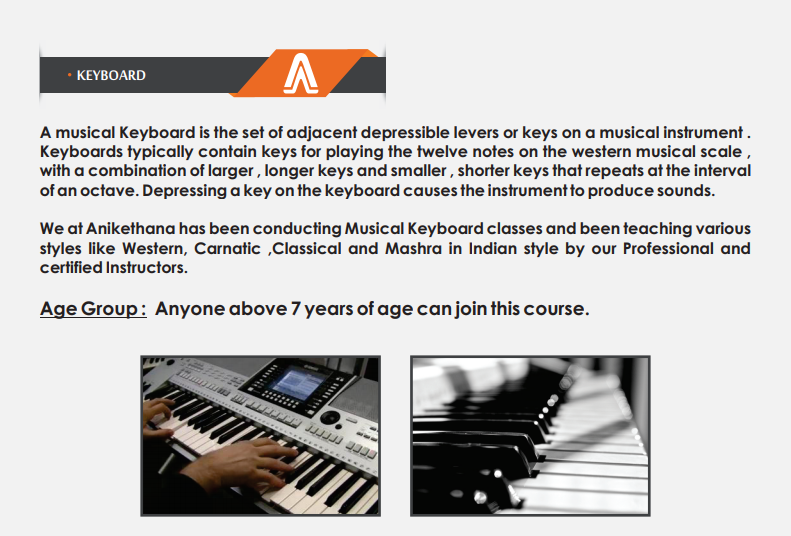 • KEYBOARD
A musical Keyboard is the set of adjacent depressible levers or keys on a musical instrument .
Keyboards typically contain keys for playing the twelve notes on the western musical scale ,
with a combination of larger , longer keys and smaller , shorter keys that repeats at the interval
of an octave. Depressing a key on the keyboard causes the instrument to produce sounds.
We at Anikethana has been conducting Musical Keyboard classes and been teaching various
styles like Western, Carnatic ,Classical and Mashra in Indian style by our Professional and
certified Instructors.
Age Group : Anyone above 7 years of age can join this course.